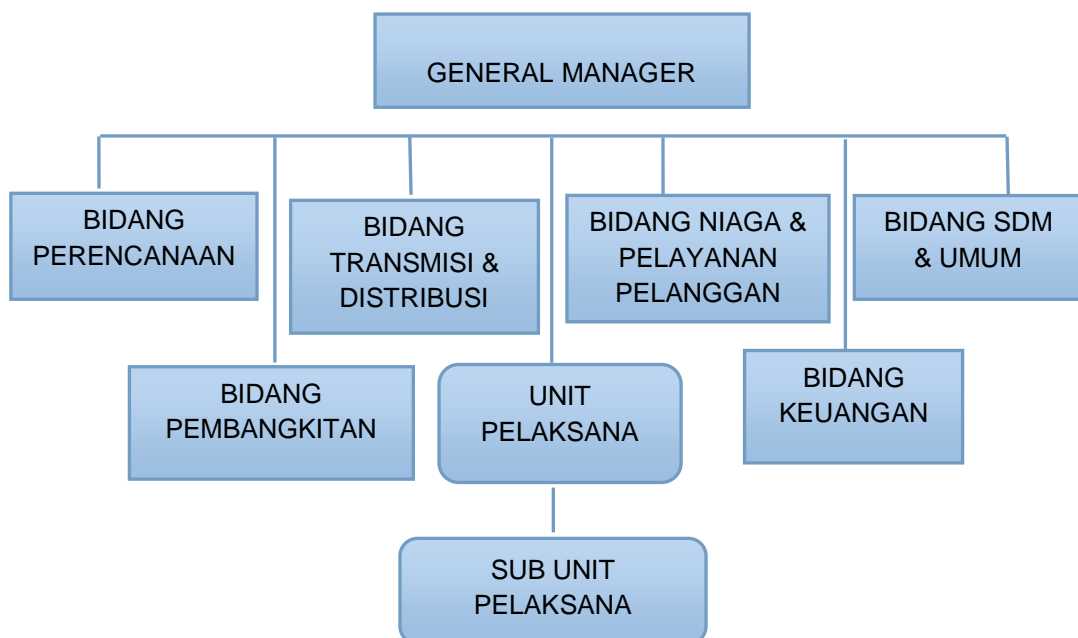 GENERAL MANAGER
BIDANG
PERENCANAAN
BIDANG
TRANSMISI &
DISTRIBUSI
BIDANG NIAGA &
PELAYANAN
PELANGGAN
BIDANG SDM
& UMUM
BIDANG
PEMBANGKITAN
UNIT
PELAKSANA
BIDANG
KEUANGAN
SUB UNIT
PELAKSANA